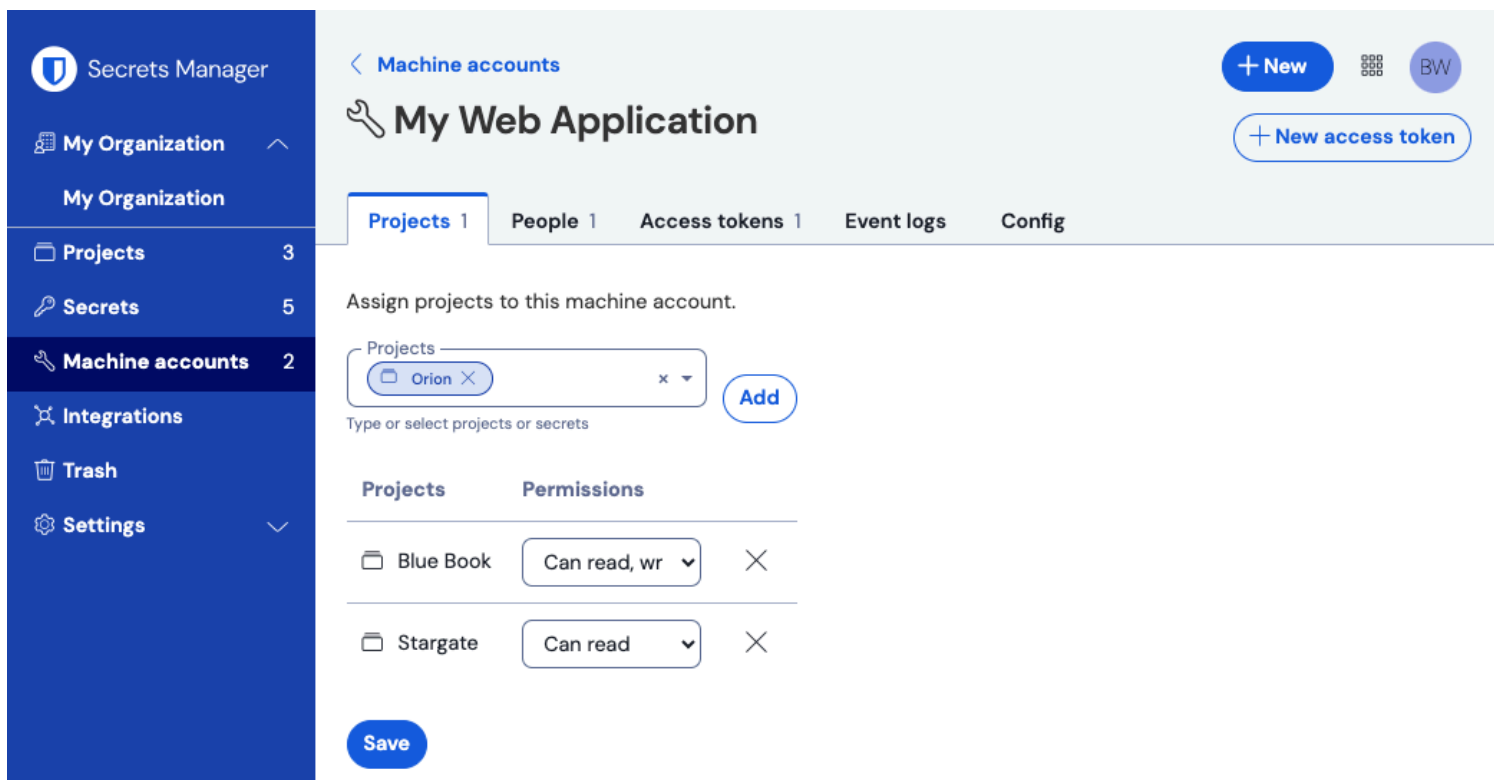 Secrets Manager
My Organization
My Organization
Projects 3
Secrets 5
Machine accounts 2
Integrations
Trash
Settings
Machine accounts
New
BW
My Web Application
New access token
Projects 1 People 1 Access tokens 1 Event logs Config
Assign projects to this machine account.
Projects
Orion
Add
Type or select projects or secrets
Projects Permissions
Blue Book Can read, wr
Stargate Can read
Save